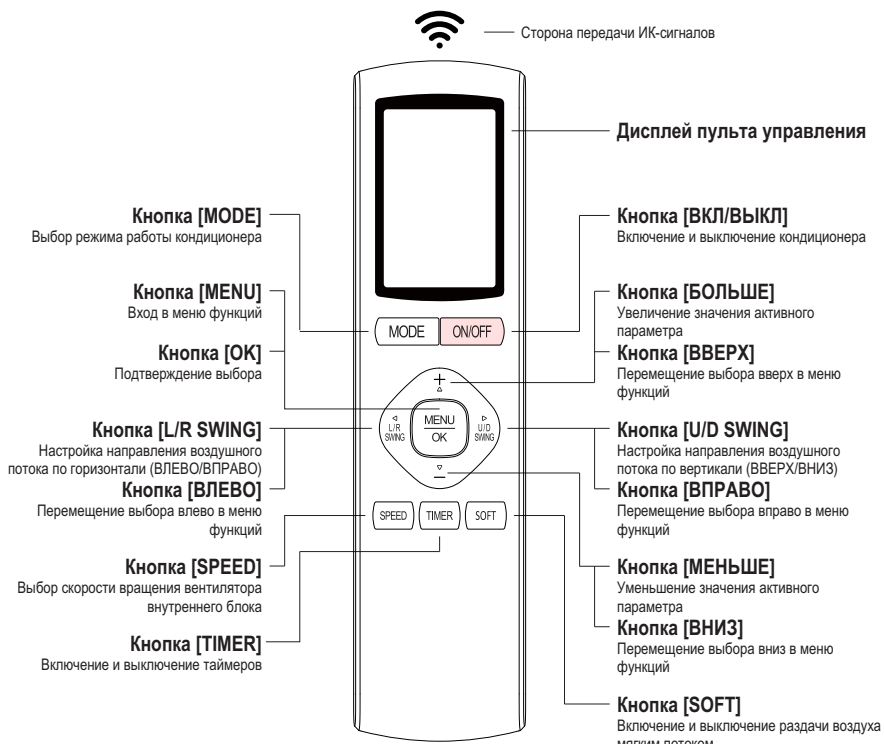 Сторона передачи ИК-сигналов
Дисплей пульта управления
Кнопка [MODE]
Выбор режима работы кондиционера
Кнопка [MENU]
Вход в меню функций
Кнопка [OK]
Подтверждение выбора
Кнопка [L/R SWING]
Настройка направления воздушного
потока по горизонтали (ВЛЕВО/ВПРАВО)
Кнопка [ВЛЕВО]
Перемещение выбора влево в меню
функций
Кнопка [SPEED]
Выбор скорости вращения вентилятора
внутреннего блока
Кнопка [TIMER]
Включение и выключение таймеров
MODE
ON/OFF
+
L/R
SWING
MENU
OK
U/D
SWING
–
SPEED
TIMER
SOFT
Кнопка [ВКЛ/ВЫКЛ]
Включение и выключение кондиционера
Кнопка [БОЛЬШЕ]
Увеличение значения активного
параметра
Кнопка [ВВЕРХ]
Перемещение выбора вверх в меню
функций
Кнопка [U/D SWING]
Настройка направления воздушного
потока по вертикали (ВВЕРХ/ВНИЗ)
Кнопка [ВПРАВО]
Перемещение выбора вправо в меню
функций
Кнопка [МЕНЬШЕ]
Уменьшение значения активного
параметра
Кнопка [ВНИЗ]
Перемещение выбора вниз в меню
функций
Кнопка [SOFT]
Включение и выключение раздачи воздуха
мягким потоком